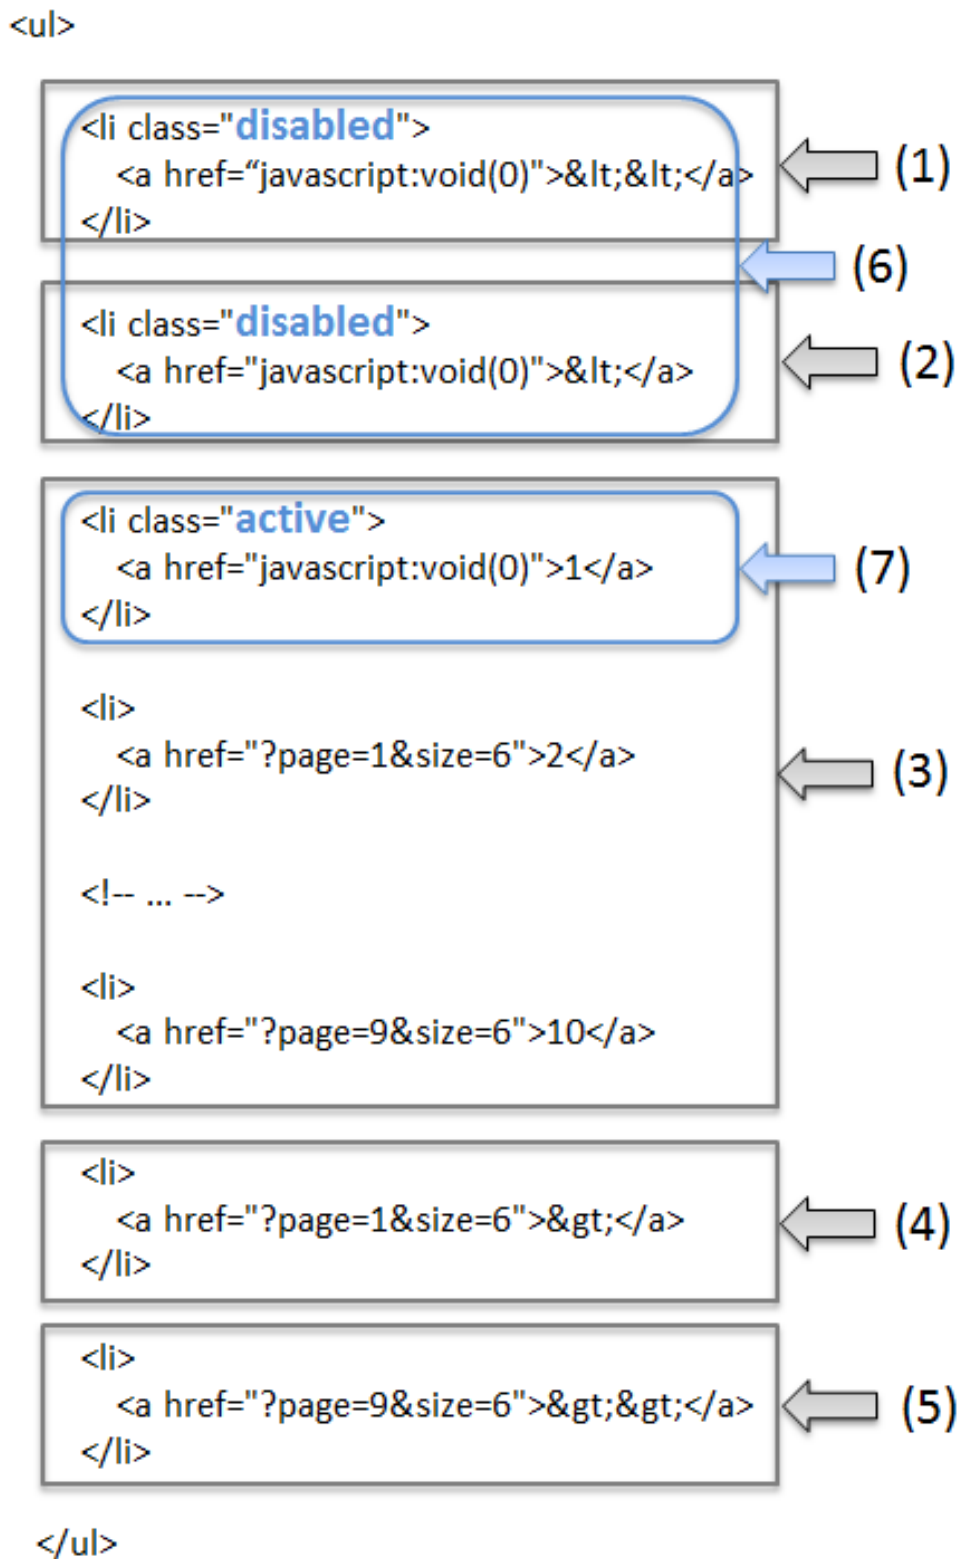 <ul>
<li class="disabled">
<a href=“javascript:void(0)">&lt;&lt;</a>
</li>
(1)
(6)
<li class="disabled">
<a href="javascript:void(0)">&lt;</a>
</li>
(2)
<li class="active">
<a href="javascript:void(0)">1</a>
</li>
(7)
<li>
<a href="?page=1&size=6">2</a>
</li>
(3)
<!-- ... -->
<li>
<a href="?page=9&size=6">10</a>
</li>
<li>
<a href="?page=1&size=6">&gt;</a>
</li>
(4)
<li>
<a href="?page=9&size=6">&gt;&gt;</a>
</li>
(5)
</ul>